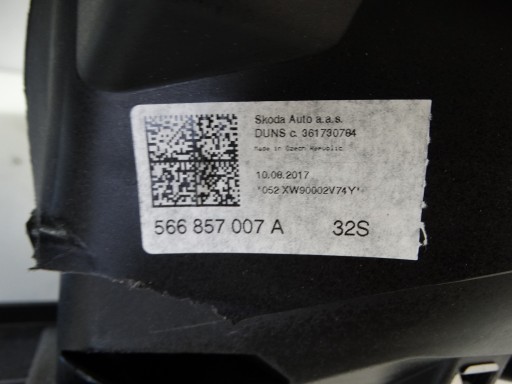 Skoda Auto a.a.s.
DUNS c. 361730784
Made in Czech Republic
10.08.2017
*052 XW90002V74Y*
566 857 007 A 32S